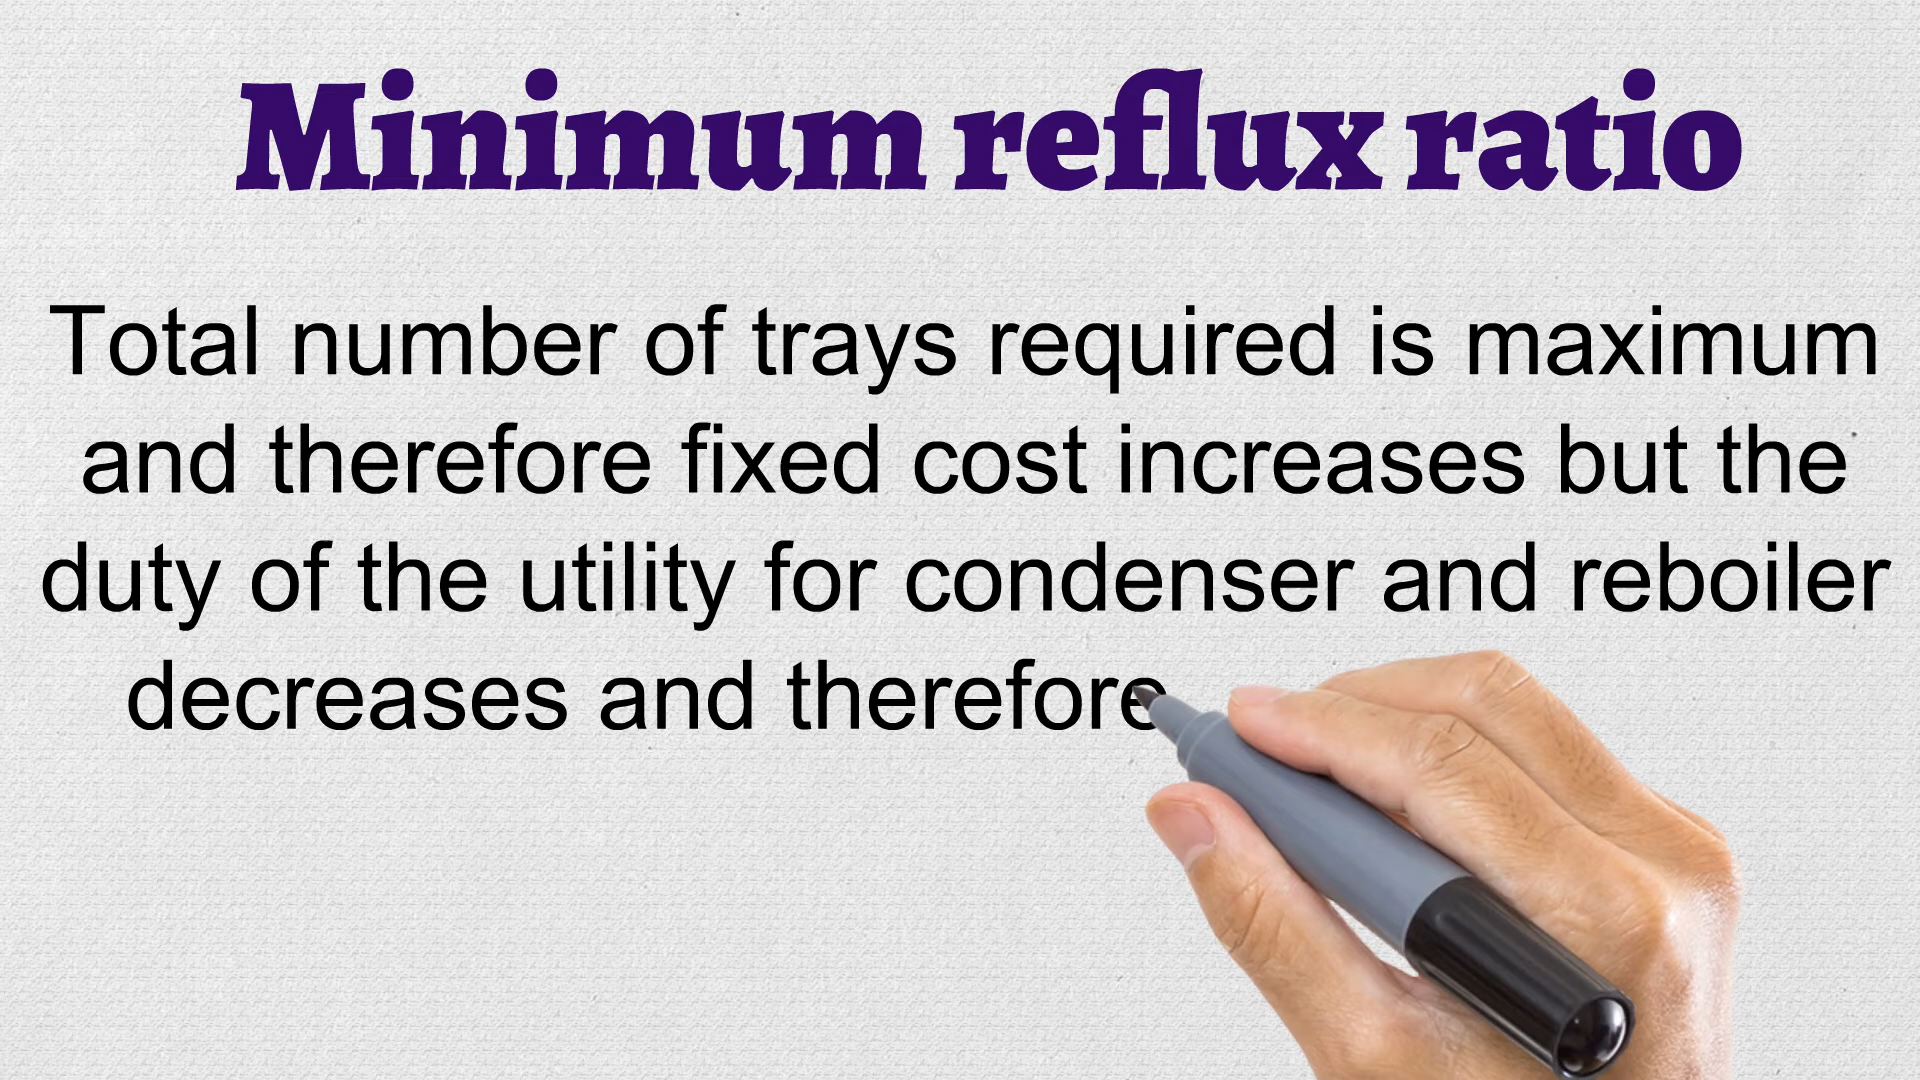 Minimum reflux ratio
Total number of trays required is maximum
and therefore fixed cost increases but the
duty of the utility for condenser and reboiler
decreases and therefore